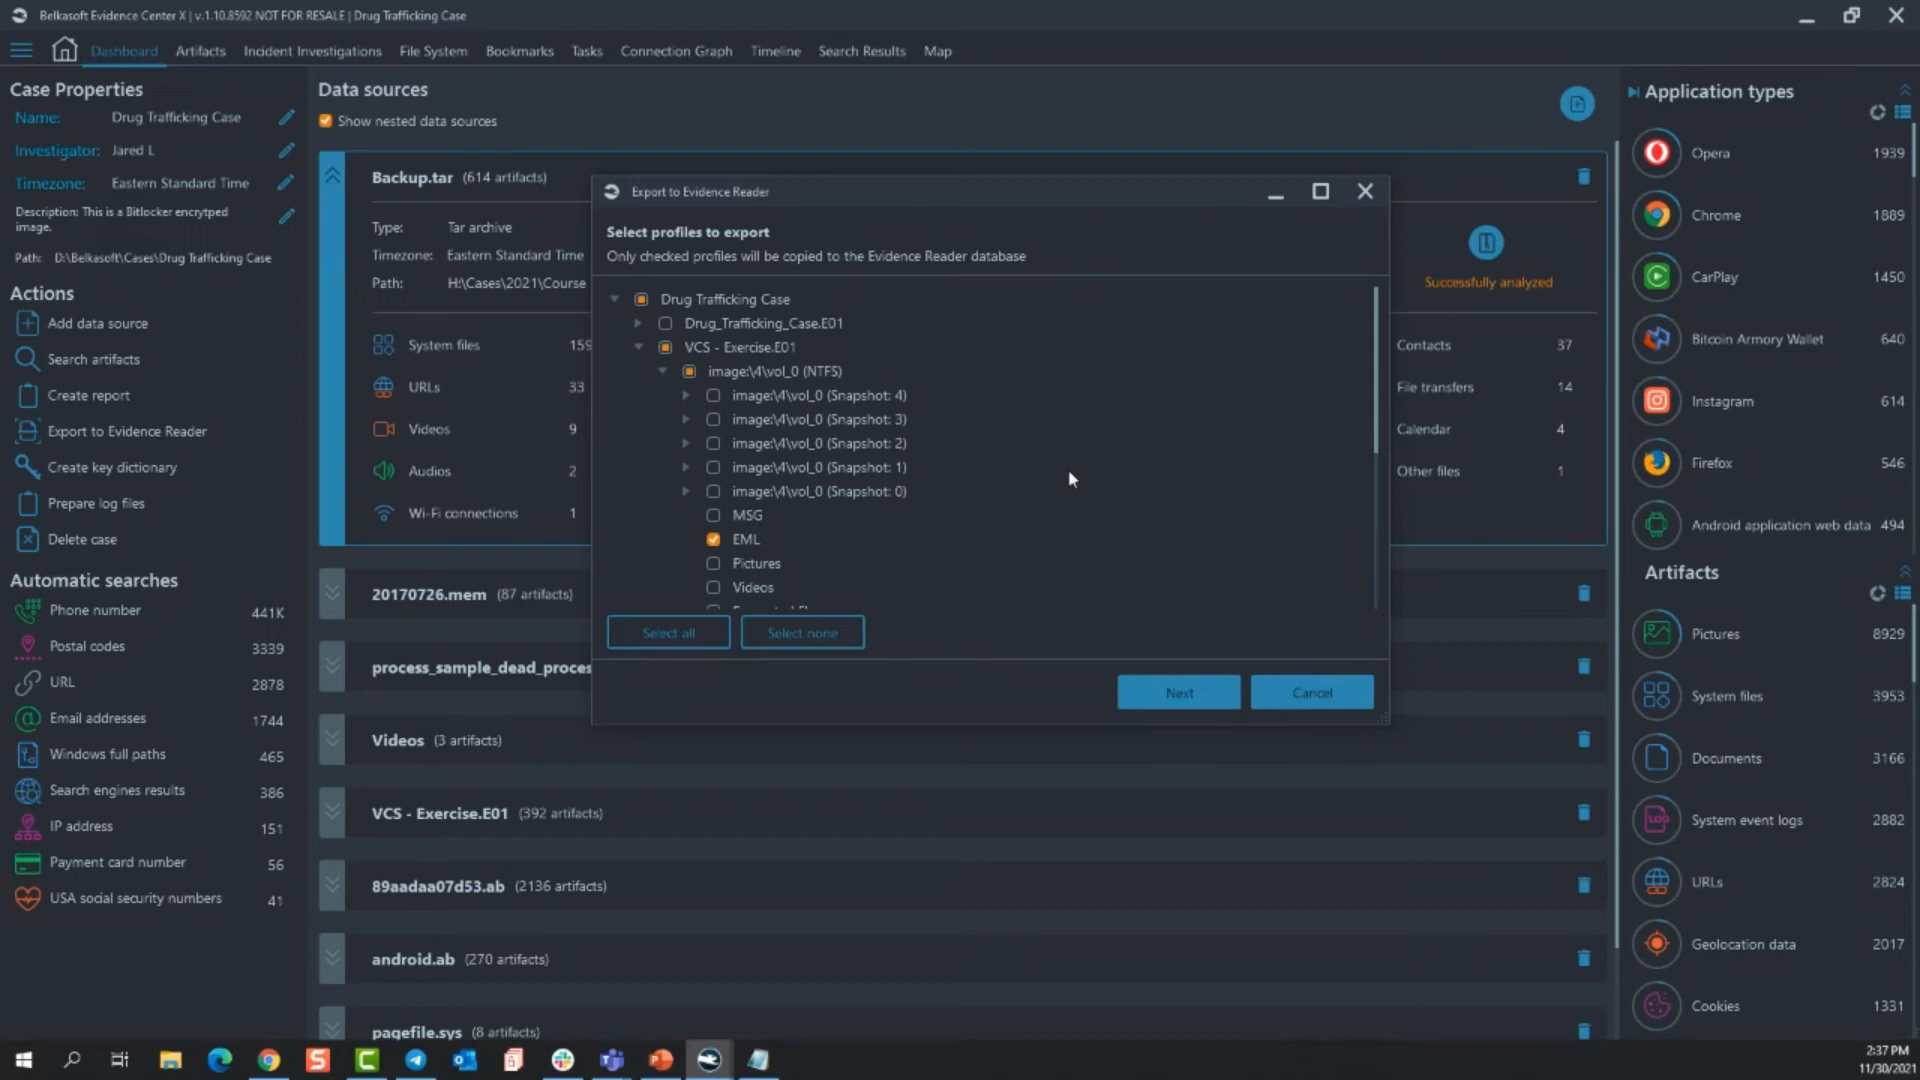 Belkasoft Evidence Center X | v.1.10.8592 NOT FOR RESALE | Drug Trafficking Case
Dashboard Artifacts Incident Investigations File System Bookmarks Tasks Connection Graph Timeline Search Results Map
Case Properties
Name: Drug Trafficking Case
Investigator: Jared L
Timezone: Eastern Standard Time
Description: This is a Bitlocker encrytped
image.
Path: D:\Belkasoft\Cases\Drug Trafficking Case
Actions
Add data source
Search artifacts
Create report
Export to Evidence Reader
Create key dictionary
Prepare log files
Delete case
Automatic searches
Phone number 441K
Postal codes 3339
URL 2878
Email addresses 1744
Windows full paths 465
Search engines results 386
IP address 151
Payment card number 56
USA social security numbers 41
Data sources
Show nested data sources
Backup.tar (614 artifacts)
Type: Tar archive
Timezone: Eastern Standard Time
Path: H:\Cases\2021\Course
Successfully analyzed
System files 159
URLs 33
Videos 9
Audios 2
Wi-Fi connections 1
Contacts 37
File transfers 14
Calendar 4
Other files 1
20170726.mem (87 artifacts)
process_sample_dead_proces
Videos (3 artifacts)
VCS - Exercise.E01 (392 artifacts)
89aadaa07d53.ab (2136 artifacts)
android.ab (270 artifacts)
pagefile.sys (8 artifacts)
Export to Evidence Reader
Select profiles to export
Only checked profiles will be copied to the Evidence Reader database
Drug Trafficking Case
Drug_Trafficking_Case.E01
VCS - Exercise.E01
image:\4\vol_0 (NTFS)
image:\4\vol_0 (Snapshot: 4)
image:\4\vol_0 (Snapshot: 3)
image:\4\vol_0 (Snapshot: 2)
image:\4\vol_0 (Snapshot: 1)
image:\4\vol_0 (Snapshot: 0)
MSG
EML
Pictures
Videos
Select all Select none
Next Cancel
Application types
Opera 1939
Chrome 1889
CarPlay 1450
Bitcoin Armory Wallet 640
Instagram 614
Firefox 546
Android application web data 494
Artifacts
Pictures 8929
System files 3953
Documents 3166
LOG
System event logs 2882
URLs 2824
Geolocation data 2017
Cookies 1331
2:37 PM
11/30/2021